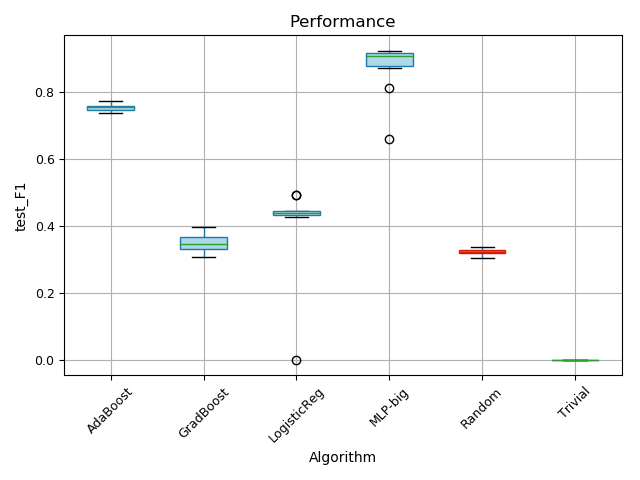 Performance
test_F1
0.8
0.6
0.4
0.2
0.0
AdaBoost
GradBoost
LogisticReg
MLP-big
Random
Trivial
Algorithm